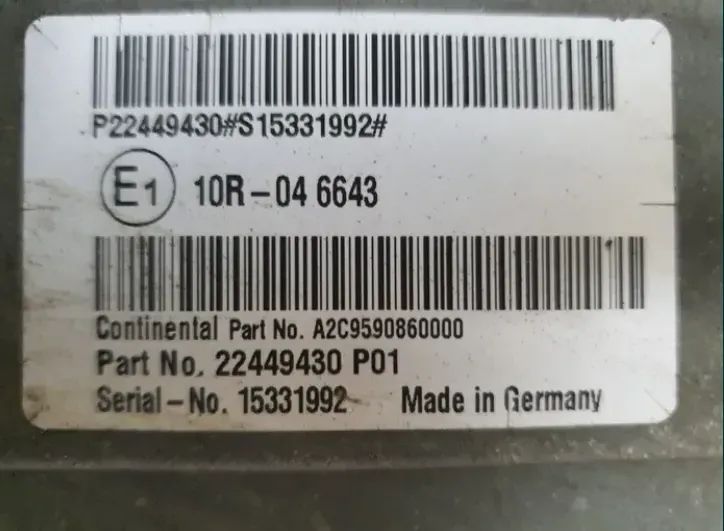 P22449430#S15331992#
E1 10R-04 6643
Continental Part No. A2C9590860000
Part No. 22449430 P01
Serial-No. 15331992 Made in Germany